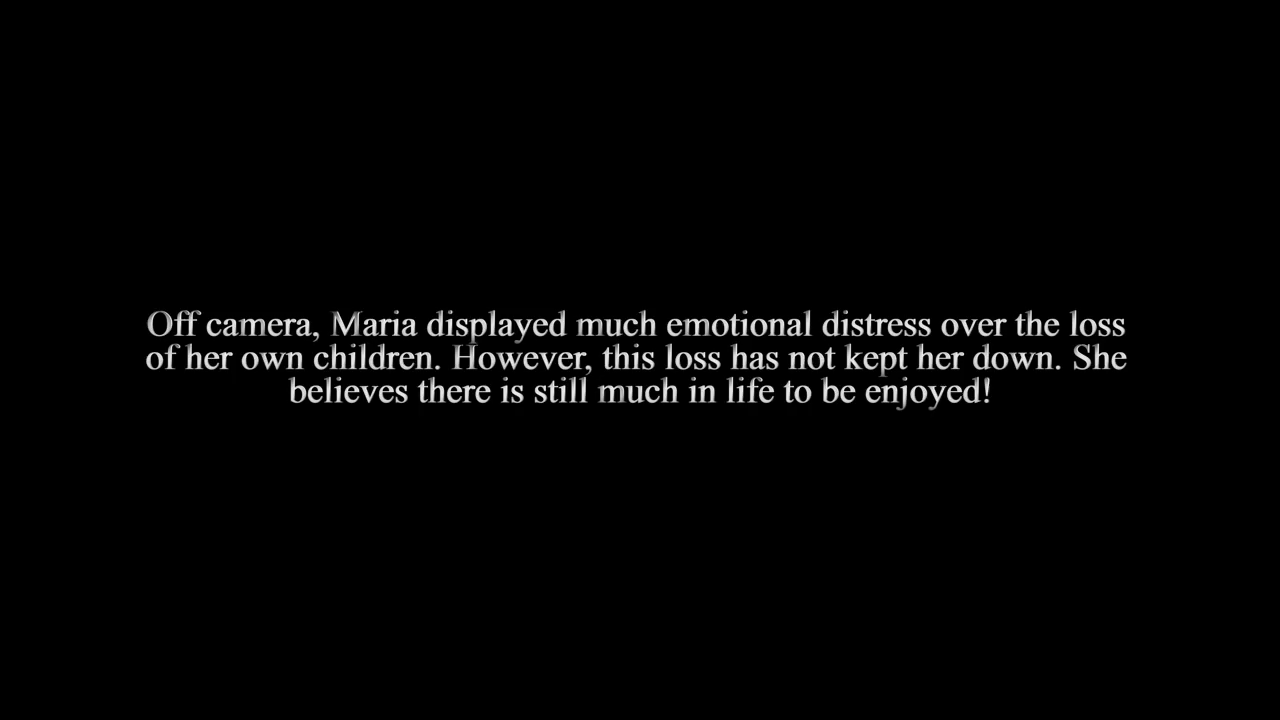 Off camera, Maria displayed much emotional distress over the loss
of her own children. However, this loss has not kept her down. She
believes there is still much in life to be enjoyed!